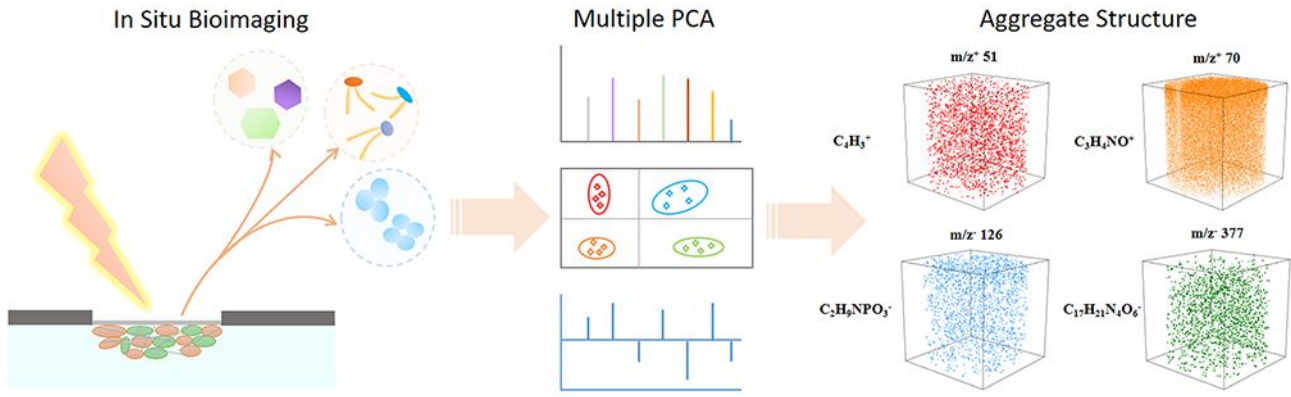 In Situ Bioimaging
Multiple PCA
Aggregate Structure
m/z⁺ 51
m/z⁺ 70
C₄H₃⁺
C₃H₄NO⁺
m/z⁻ 126
m/z⁻ 377
C₂H₉NPO₃⁻
C₁₇H₂₁N₄O₆⁻